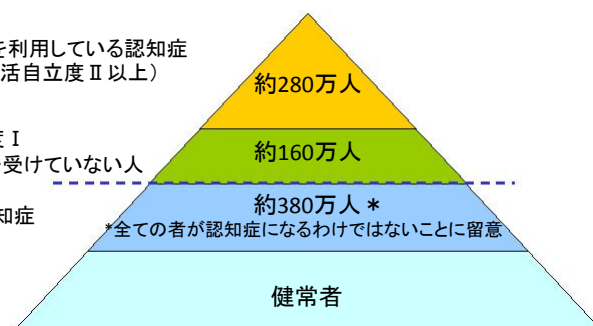 を利用している認知症
活自立度Ⅱ以上）
約280万人
度Ⅰ
受けていない人
約160万人
約380万人＊
知症
*全ての者が認知症になるわけではないことに留意
健常者